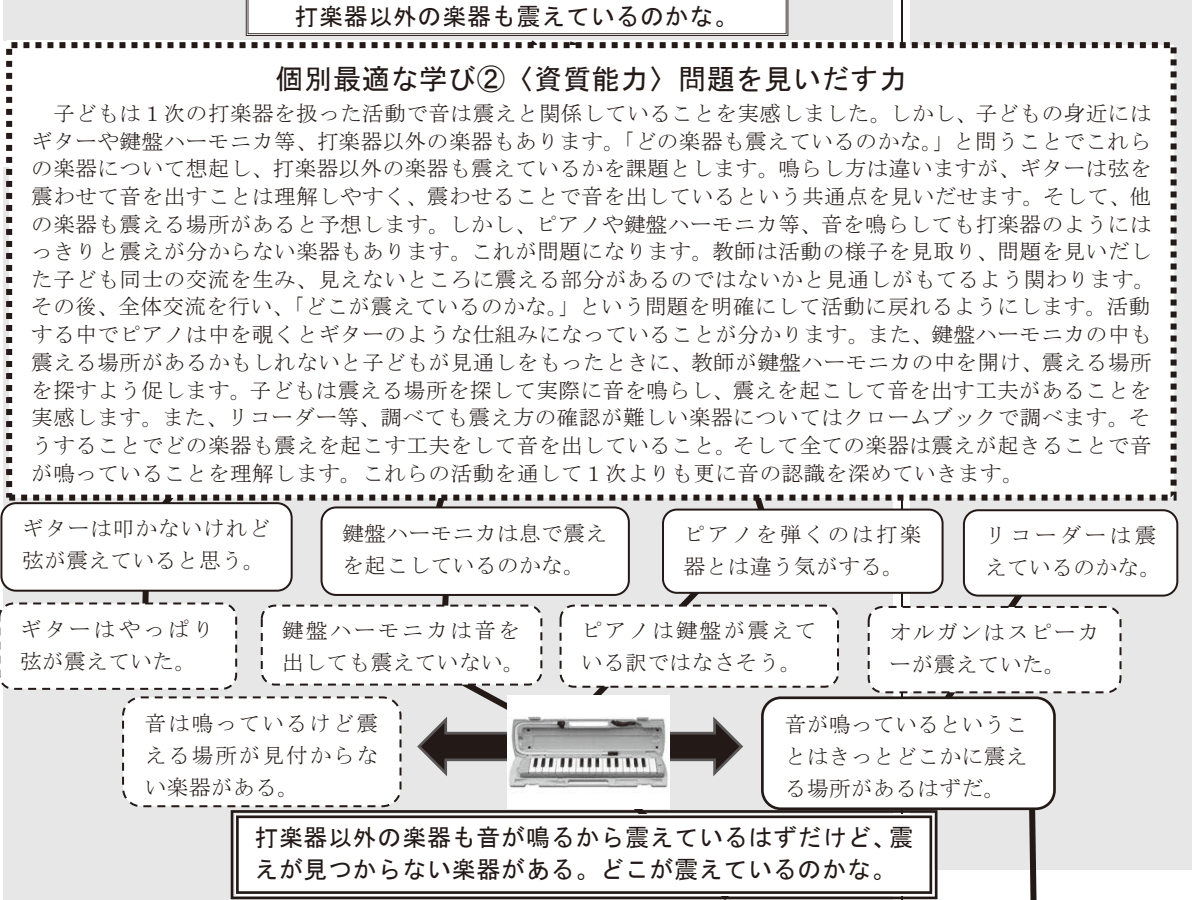 打楽器以外の楽器も震えているのかな。
個別最適な学び②〈資質能力〉問題を見いだす力
子どもは１次の打楽器を扱った活動で音は震えと関係していることを実感しました。しかし、子どもの身近には
ギターや鍵盤ハーモニカ等、打楽器以外の楽器もあります。「どの楽器も震えているのかな。」と問うことでこれら
の楽器について想起し、打楽器以外の楽器も震えているかを課題とします。鳴らし方は違いますが、ギターは弦を
震わせて音を出すことは理解しやすく、震わせることで音を出しているという共通点を見いだせます。そして、他
の楽器も震える場所があると予想します。しかし、ピアノや鍵盤ハーモニカ等、音を鳴らしても打楽器のようには
っきりと震えが分からない楽器もあります。これが問題になります。教師は活動の様子を見取り、問題を見いだし
た子ども同士の交流を生み、見えないところに震える部分があるのではないかと見通しがもてるよう関わります。
その後、全体交流を行い、「どこが震えているのかな。」という問題を明確にして活動に戻れるようにします。活動
する中でピアノは中を覗くとギターのような仕組みになっていることが分かります。また、鍵盤ハーモニカの中も
震える場所があるかもしれないと子どもが見通しをもったときに、教師が鍵盤ハーモニカの中を開け、震える場所
を探すよう促します。子どもは震える場所を探して実際に音を鳴らし、震えを起こして音を出す工夫があることを
実感します。また、リコーダー等、調べても震え方の確認が難しい楽器についてはクロームブックで調べます。そ
うすることでどの楽器も震えを起こす工夫をして音を出していること。そして全ての楽器は震えが起きることで音
が鳴っていることを理解します。これらの活動を通して１次よりも更に音の認識を深めていきます。
ギターは叩かないけれど
弦が震えていると思う。
鍵盤ハーモニカは息で震え
を起こしているのかな。
ピアノを弾くのは打楽
器とは違う気がする。
リコーダーは震
えているのかな。
ギターはやっぱり
弦が震えていた。
鍵盤ハーモニカは音を
出しても震えていない。
ピアノは鍵盤が震えて
いる訳ではなさそう。
オルガンはスピーカ
ーが震えていた。
音は鳴っているけど震
える場所が見付からな
い楽器がある。
音が鳴っているというこ
とはきっとどこかに震え
る場所があるはずだ。
打楽器以外の楽器も音が鳴るから震えているはずだけど、震
えが見つからない楽器がある。どこが震えているのかな。